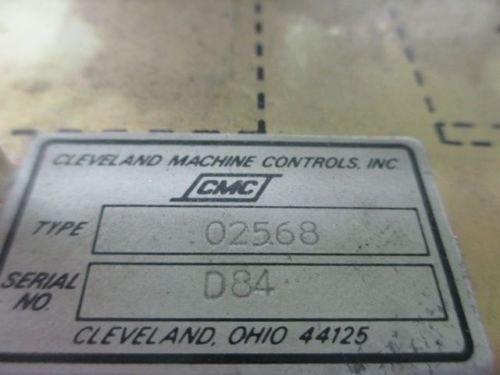 CLEVELAND MACHINE CONTROLS, INC.
CMC
TYPE 02568
SERIAL NO. D84
CLEVELAND, OHIO 44125